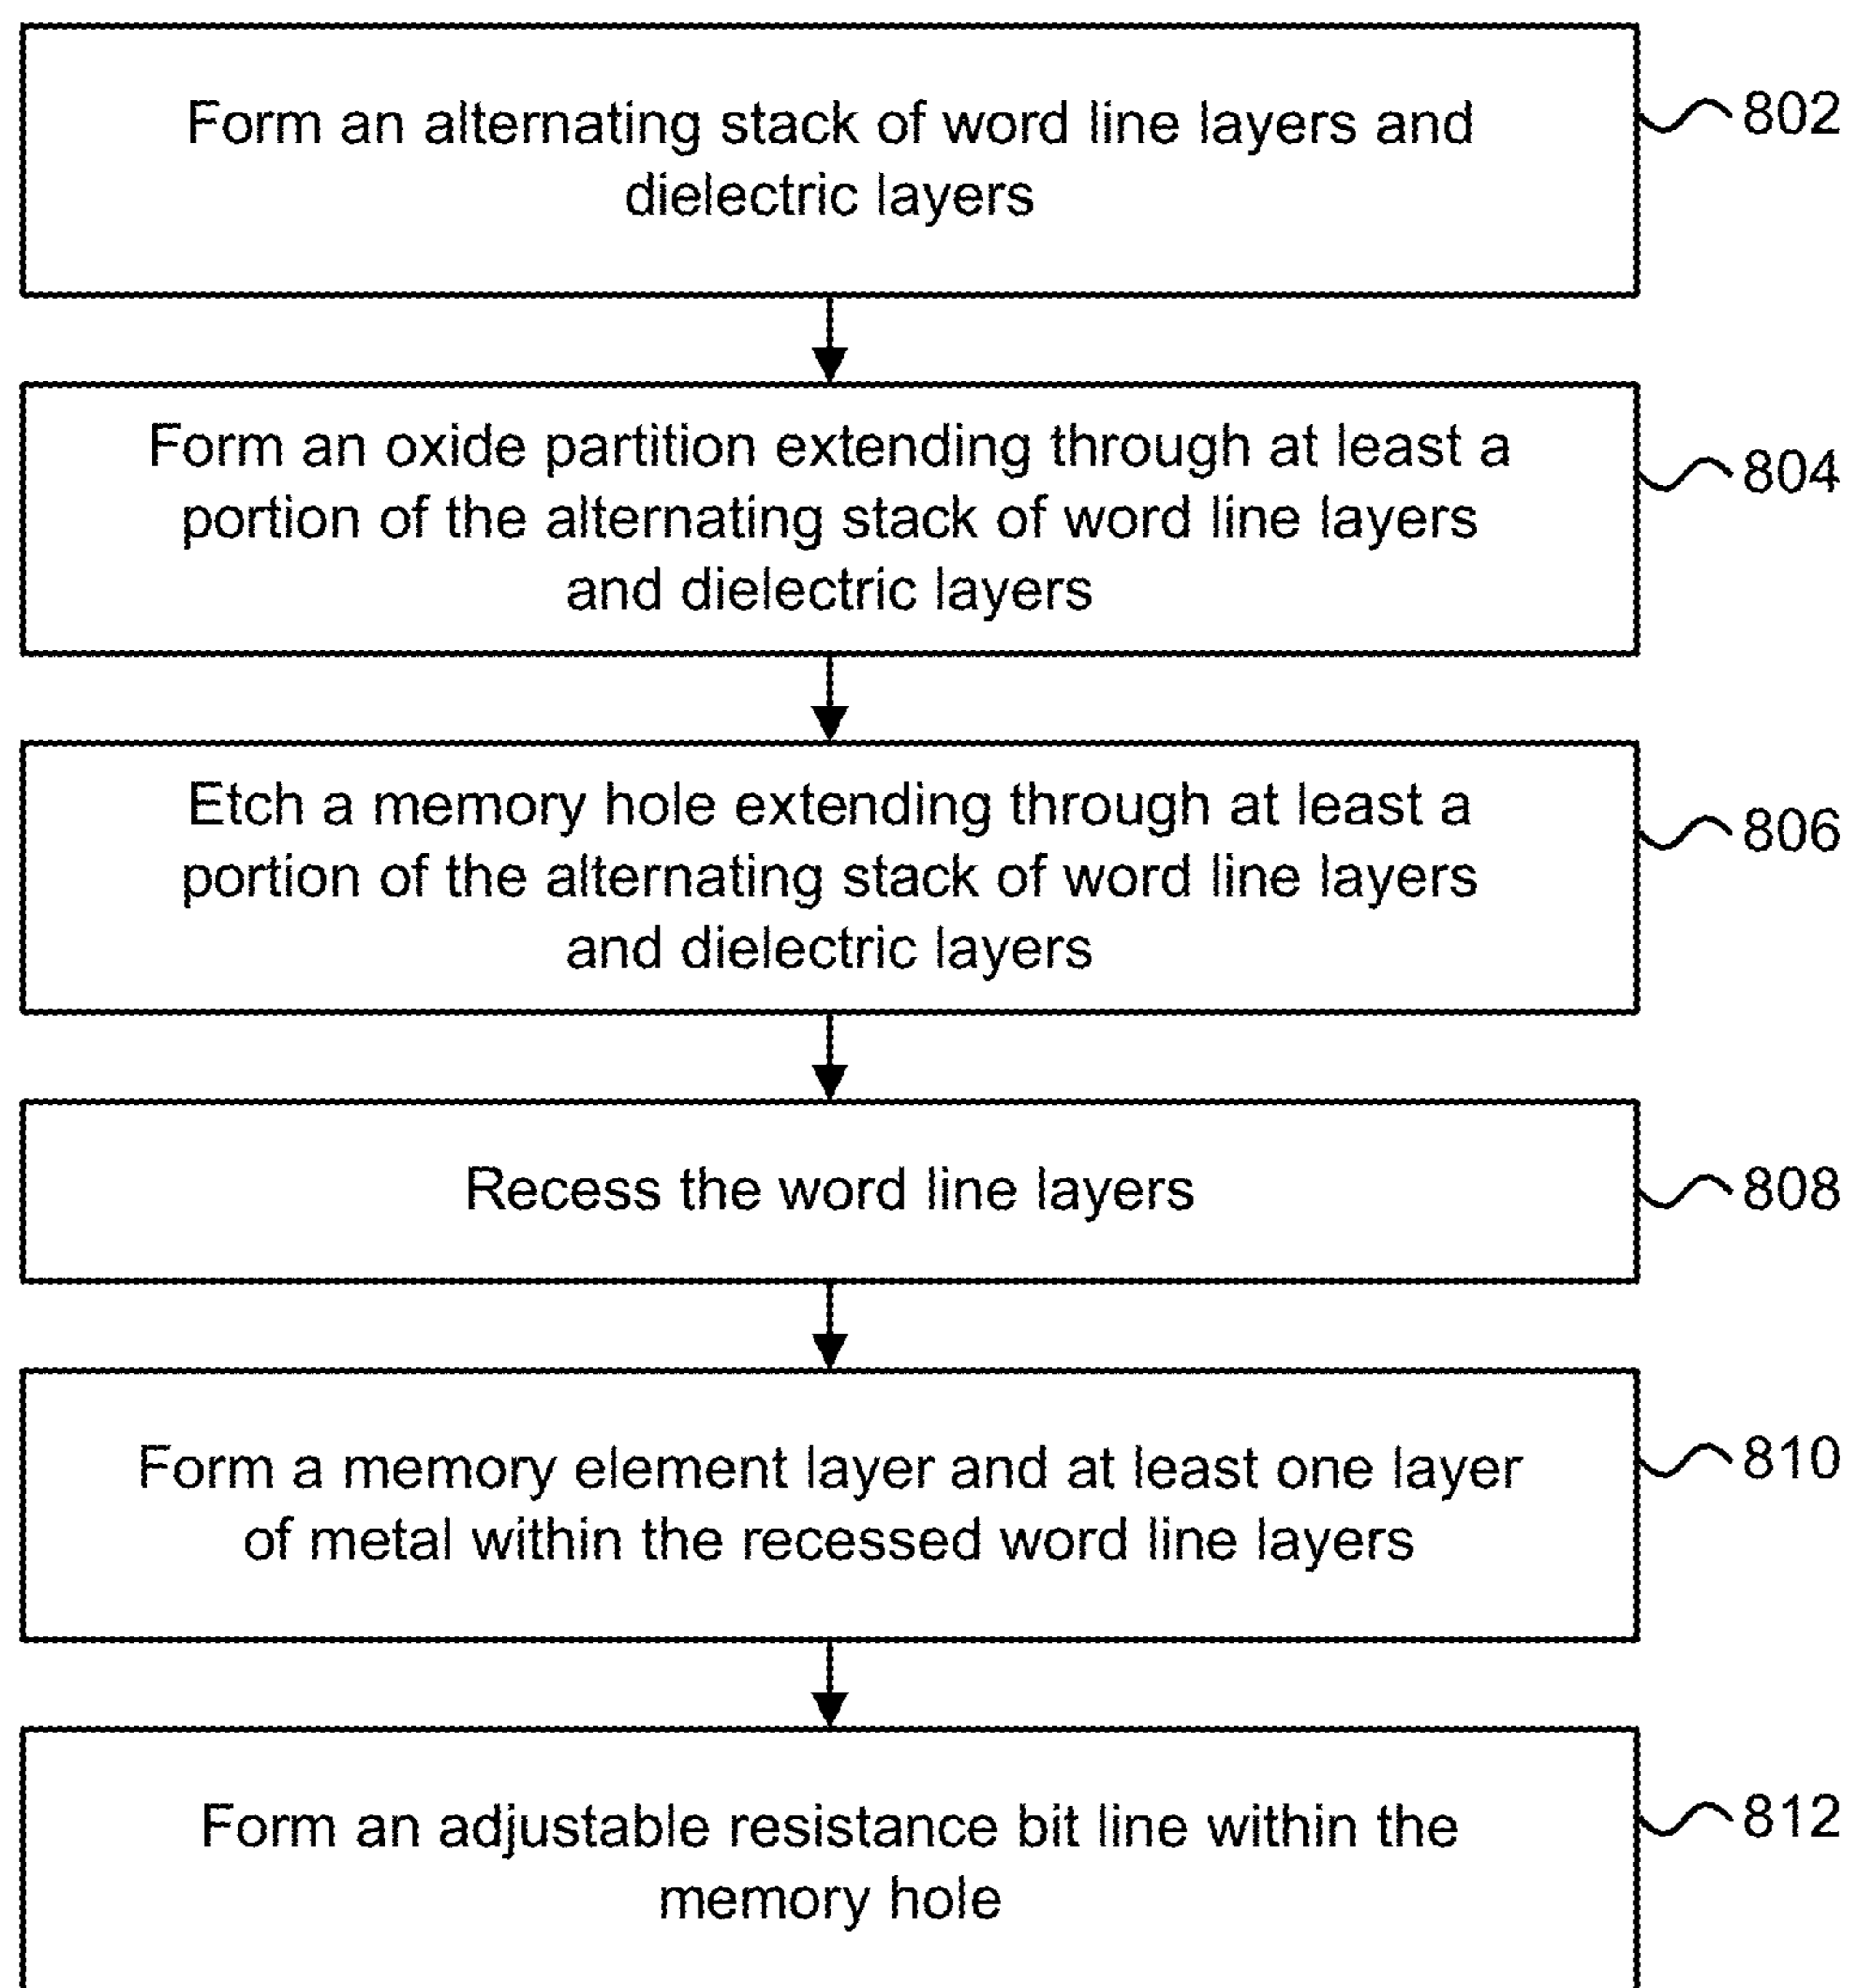 Form an alternating stack of word line layers and
dielectric layers
802
Form an oxide partition extending through at least a
portion of the alternating stack of word line layers
and dielectric layers
804
Etch a memory hole extending through at least a
portion of the alternating stack of word line layers
and dielectric layers
806
Recess the word line layers
808
Form a memory element layer and at least one layer
of metal within the recessed word line layers
810
Form an adjustable resistance bit line within the
memory hole
812